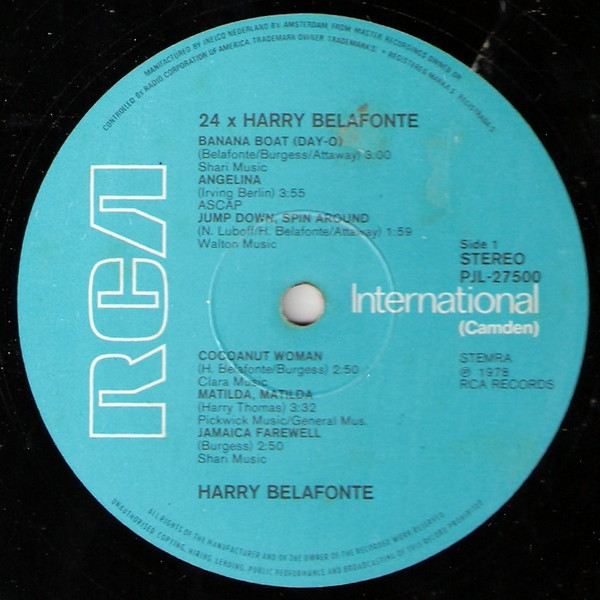 MANUFACTURED BY INELCO NEDERLAND BV. AMSTERDAM, FROM MASTER RECORDINGS OWNED OR
CONTROLLED BY RADIO CORPORATION OF AMERICA. TRADEMARK OWNER TRADEMARK(S) • REGISTERED MARKA'S • REGISTRADAS
RCA
24 x HARRY BELAFONTE
BANANA BOAT (DAY-O)
(Belafonte/Burgess/Attaway) 3:00
Shari Music
ANGELINA
(Irving Berlin) 3:55
ASCAP
JUMP DOWN, SPIN AROUND
(N. Luboff/H. Belafonte/Attaway) 1:59
Walton Music
Side 1
STEREO
PJL-27500
International
(Camden)
COCOANUT WOMAN
(H. Belafonte/Burgess) 2:50
Clara Music
MATILDA, MATILDA
(Harry Thomas) 3:32
Pickwick Music/General Mus.
JAMAICA FAREWELL
(Burgess) 2:50
Shari Music
STEMRA
℗ 1978
RCA RECORDS
HARRY BELAFONTE
ALL RIGHTS OF THE MANUFACTURER AND OF THE OWNER OF THE RECORDED WORK RESERVED.
UNAUTHORISED COPYING, HIRING, LENDING, PUBLIC PERFORMANCE AND BROADCASTING OF THIS RECORD PROHIBITED